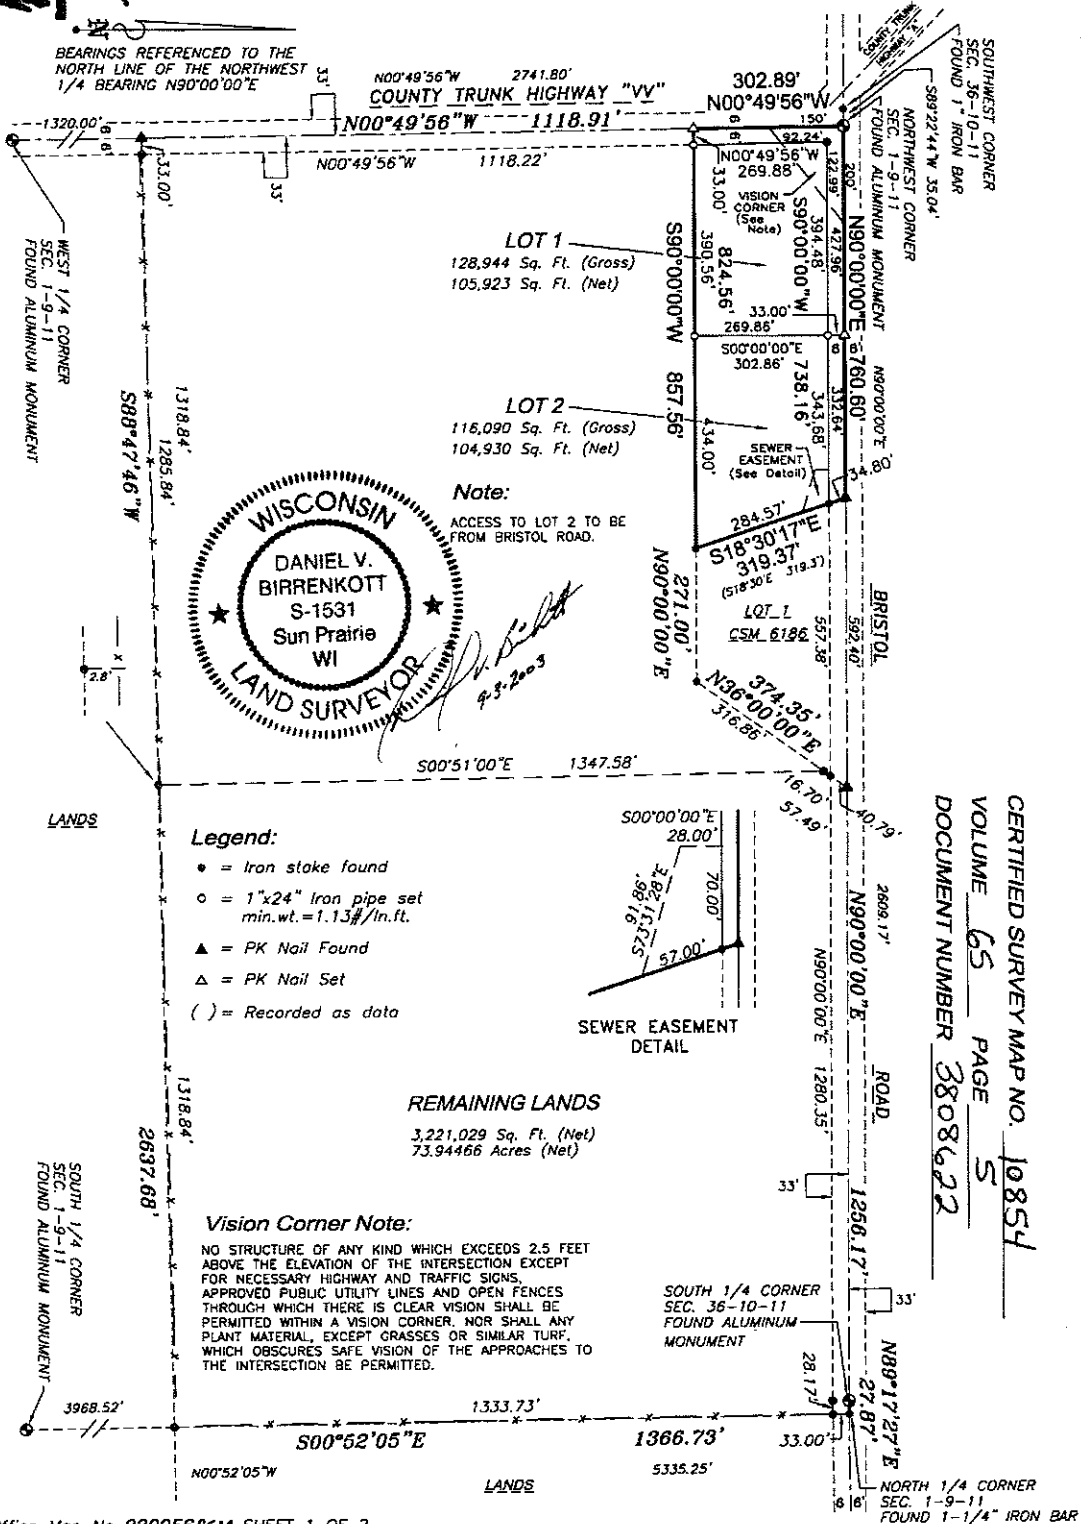 N
BEARINGS REFERENCED TO THE
NORTH LINE OF THE NORTHWEST
1/4 BEARING N90°00'00"E
33'
N00°49'56"W 2741.80'
COUNTY TRUNK HIGHWAY "VV"
N00°49'56"W 1118.91'
302.89'
N00°49'56"W
COUNTY TRUNK
HIGHWAY "A"
SOUTHWEST CORNER
SEC. 36-10-11
FOUND 1" IRON BAR
S89°22'44"W 35.04'
NORTHWEST CORNER
SEC. 1-9-11
FOUND ALUMINUM MONUMENT
1320.00'
6 6'
33.00'
N00°49'56"W 1118.22'
33'
6 6
150'
92.24'
N00°49'56"W
269.88'
33.00'
122.99'
200'
VISION
CORNER
(See
Note)
WEST 1/4 CORNER
SEC. 1-9-11
FOUND ALUMINUM MONUMENT
LOT 1
128,944 Sq. Ft. (Gross)
105,923 Sq. Ft. (Net)
S90°00'00"W 857.56'
390.56'
824.56'
S90°00'00"W
394.48'
427.96'
N90°00'00"E 760.60'
N90°00'00"E
33.00'
269.86'
S00°00'00"E
302.86'
6 6'
LOT 2
116,090 Sq. Ft. (Gross)
104,930 Sq. Ft. (Net)
434.00'
738.16'
343.68'
332.64'
SEWER
EASEMENT
(See Detail)
34.80'
284.57'
S18°30'17"E
319.37'
(S18°30'E 319.3')
1318.84'
1285.84'
S88°47'46"W
Note:
ACCESS TO LOT 2 TO BE
FROM BRISTOL ROAD.
WISCONSIN
DANIEL V.
BIRRENKOTT
S-1531
Sun Prairie
WI
LAND SURVEYOR
9-3-2003
N90°00'00"E
271.00'
LOT 1
CSM 6186
557.38'
592.40'
BRISTOL
374.35'
N36°00'00"E
316.86'
2.8'
x
S00°51'00"E 1347.58'
16.70'
57.49'
40.79'
LANDS
Legend:
● = Iron stake found
○ = 1"x24" Iron pipe set
min.wt.=1.13#/ln.ft.
▲ = PK Nail Found
△ = PK Nail Set
( ) = Recorded as data
S00°00'00"E
28.00'
70.00'
91.86'
S73°31'28"E
57.00'
SEWER EASEMENT
DETAIL
CERTIFIED SURVEY MAP NO. 10854
VOLUME 65 PAGE 5
DOCUMENT NUMBER 3808622
2609.17'
N90°00'00"E
N90°00'00"E 1280.35'
ROAD
1256.17'
33'
33'
REMAINING LANDS
3,221,029 Sq. Ft. (Net)
73.94466 Acres (Net)
1318.84'
2637.68'
SOUTH 1/4 CORNER
SEC. 1-9-11
FOUND ALUMINUM MONUMENT
Vision Corner Note:
NO STRUCTURE OF ANY KIND WHICH EXCEEDS 2.5 FEET
ABOVE THE ELEVATION OF THE INTERSECTION EXCEPT
FOR NECESSARY HIGHWAY AND TRAFFIC SIGNS,
APPROVED PUBLIC UTILITY LINES AND OPEN FENCES
THROUGH WHICH THERE IS CLEAR VISION SHALL BE
PERMITTED WITHIN A VISION CORNER. NOR SHALL ANY
PLANT MATERIAL, EXCEPT GRASSES OR SIMILAR TURF,
WHICH OBSCURES SAFE VISION OF THE APPROACHES TO
THE INTERSECTION BE PERMITTED.
SOUTH 1/4 CORNER
SEC. 36-10-11
FOUND ALUMINUM
MONUMENT
28.17'
N89°17'27"E
27.87'
3968.52'
1333.73'
S00°52'05"E 1366.73'
33.00'
N00°52'05"W
5335.25'
LANDS
6 6'
NORTH 1/4 CORNER
SEC. 1-9-11
FOUND 1-1/4" IRON BAR
SHEET 1 OF 2